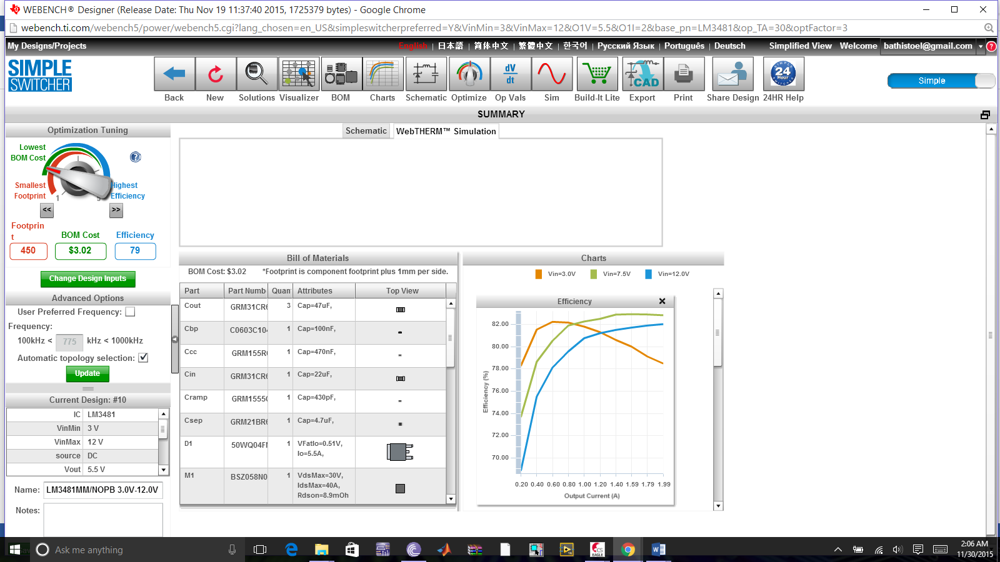 WEBENCH® Designer (Release Date: Thu Nov 19 11:37:40 2015, 1725379 bytes) - Google Chrome
webench.ti.com/webench5/power/webench5.cgi?lang_chosen=en_US&simpleswitcherpreferred=Y&VinMin=3&VinMax=12&O1V=5.5&O1I=2&base_pn=LM3481&op_TA=30&optFactor=3
My Designs/Projects
English | 日本語 | 简体中文 | 繁體中文 | 한국어 | Русский Язык | Português | Deutsch
Simplified View Welcome bathistoel@gmail.com ?
SIMPLE
SWITCHER
dV
dt
CAD
SIMPLE
24
Hour
SWITCHER
Simple
Back New Solutions Visualizer BOM Charts Schematic Optimize Op Vals Sim Build-It Lite Export Print Share Design 24HR Help
SUMMARY
Optimization Tuning
Lowest
BOM Cost
?
Smallest
Footprint
Highest
Efficiency
1 5
<< >>
Footprin
t
BOM Cost
Efficiency
450 $3.02 79
Change Design Inputs
Advanced Options
User Preferred Frequency:
Frequency:
100kHz < 775 kHz < 1000kHz
Automatic topology selection:
Update
Current Design: #10
IC LM3481
VinMin 3 V
VinMax 12 V
source DC
Vout 5.5 V
Name: LM3481MM/NOPB 3.0V-12.0V
Notes:
Schematic WebTHERM™ Simulation
Bill of Materials
BOM Cost: $3.02 *Footprint is component footprint plus 1mm per side.
Part Part Numb Quan Attributes Top View
Cout GRM31CR6 3 Cap=47uF,
Cbp C0603C104 1 Cap=100nF,
Ccc GRM155R6 1 Cap=470nF,
Cin GRM31CR6 1 Cap=22uF,
Cramp GRM1555C 1 Cap=430pF,
Csep GRM21BR6 1 Cap=4.7uF,
D1 50WQ04FN 1 VFatIo=0.51V,
Io=5.5A,
M1 BSZ058N0 1 VdsMax=30V,
IdsMax=40A,
Rdson=8.9mOh
Charts
Vin=3.0V Vin=7.5V Vin=12.0V
Efficiency
82.00
80.00
78.00
76.00
74.00
72.00
70.00
Efficiency (%)
0.20 0.40 0.60 0.80 1.00 1.20 1.40 1.59 1.79 1.99
Output Current (A)
Ask me anything
CS
EAGLE
2:06 AM
11/30/2015